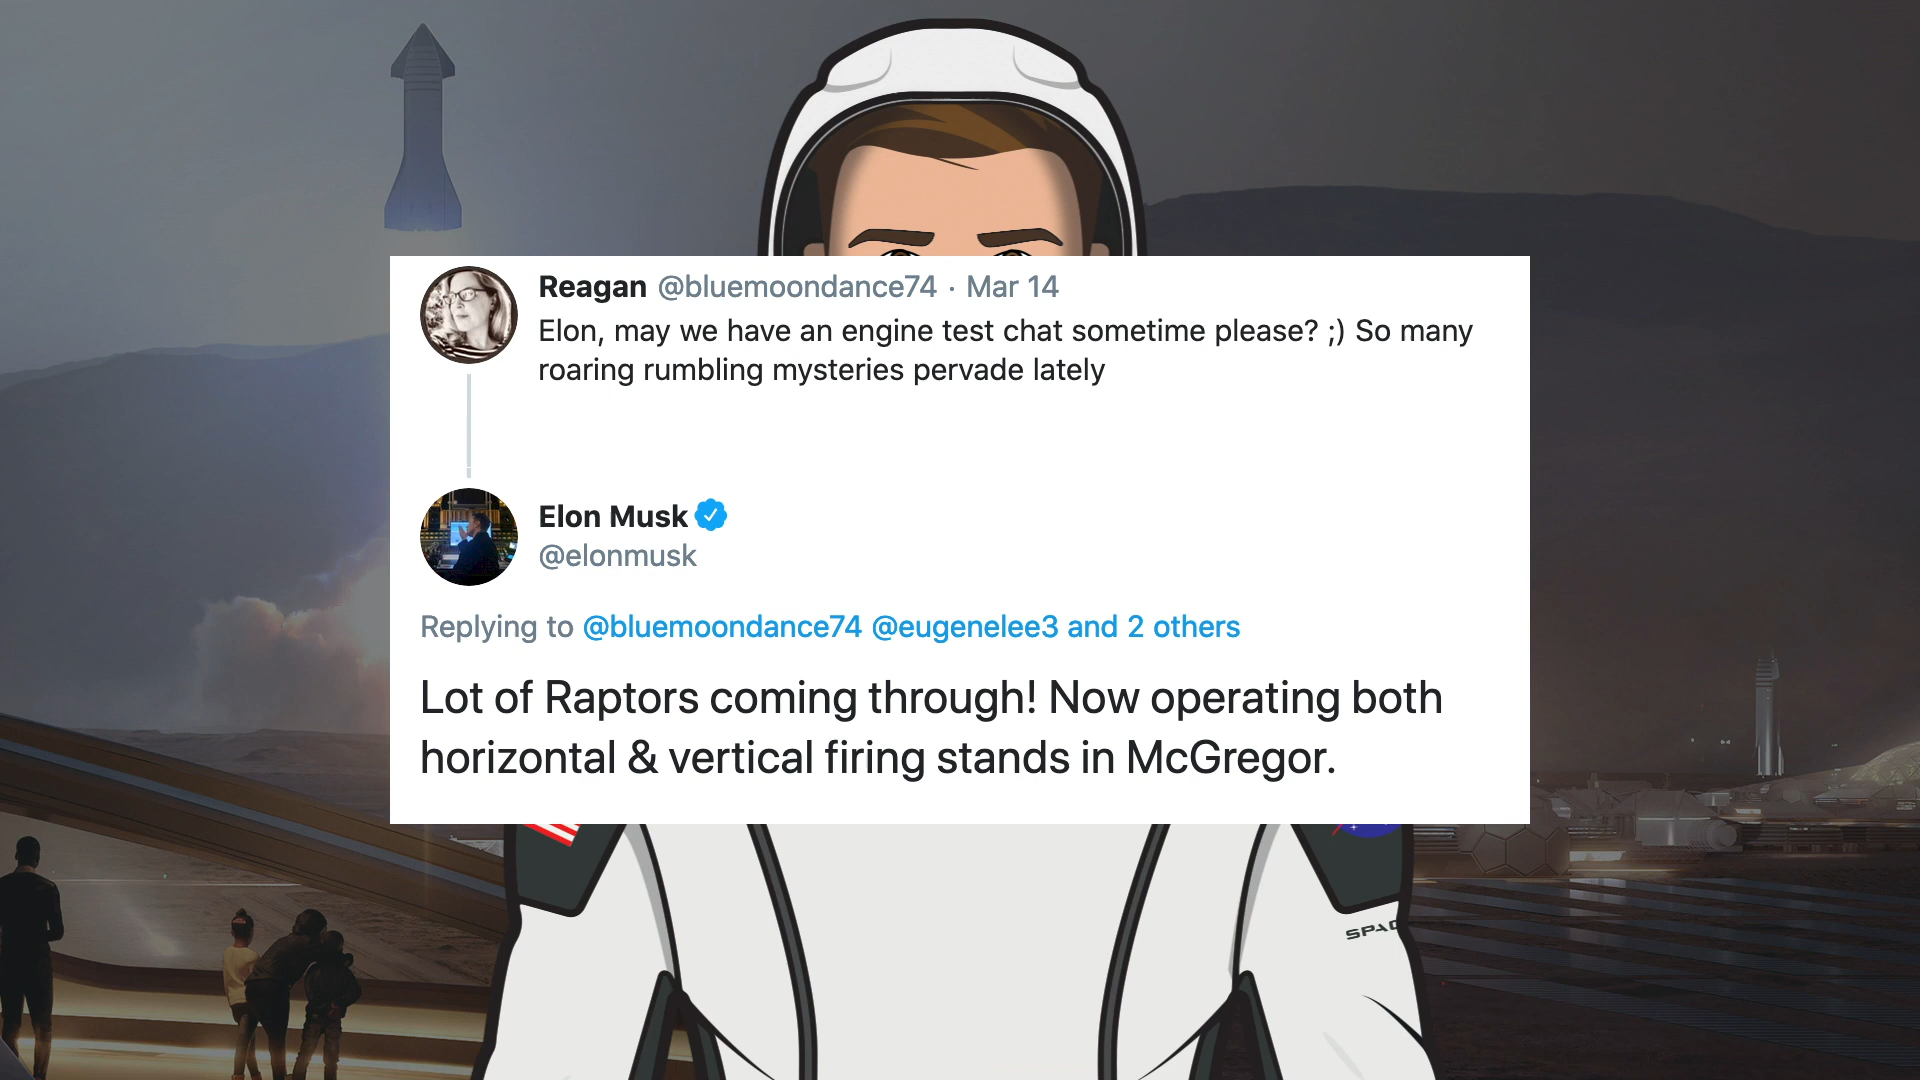 Reagan @bluemoondance74 · Mar 14
Elon, may we have an engine test chat sometime please? ;) So many
roaring rumbling mysteries pervade lately
Elon Musk
@elonmusk
Replying to @bluemoondance74 @eugenelee3 and 2 others
Lot of Raptors coming through! Now operating both
horizontal & vertical firing stands in McGregor.
SPAC